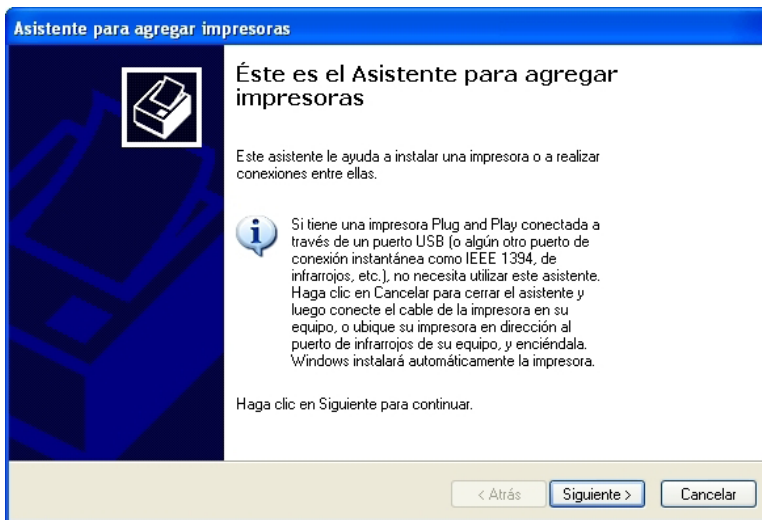 Asistente para agregar impresoras
Éste es el Asistente para agregar
impresoras
Este asistente le ayuda a instalar una impresora o a realizar
conexiones entre ellas.
Si tiene una impresora Plug and Play conectada a
través de un puerto USB (o algún otro puerto de
conexión instantánea como IEEE 1394, de
infrarrojos, etc.), no necesita utilizar este asistente.
Haga clic en Cancelar para cerrar el asistente y
luego conecte el cable de la impresora en su
equipo, o ubique su impresora en dirección al
puerto de infrarrojos de su equipo, y enciéndala.
Windows instalará automáticamente la impresora.
Haga clic en Siguiente para continuar.
< Atrás Siguiente > Cancelar